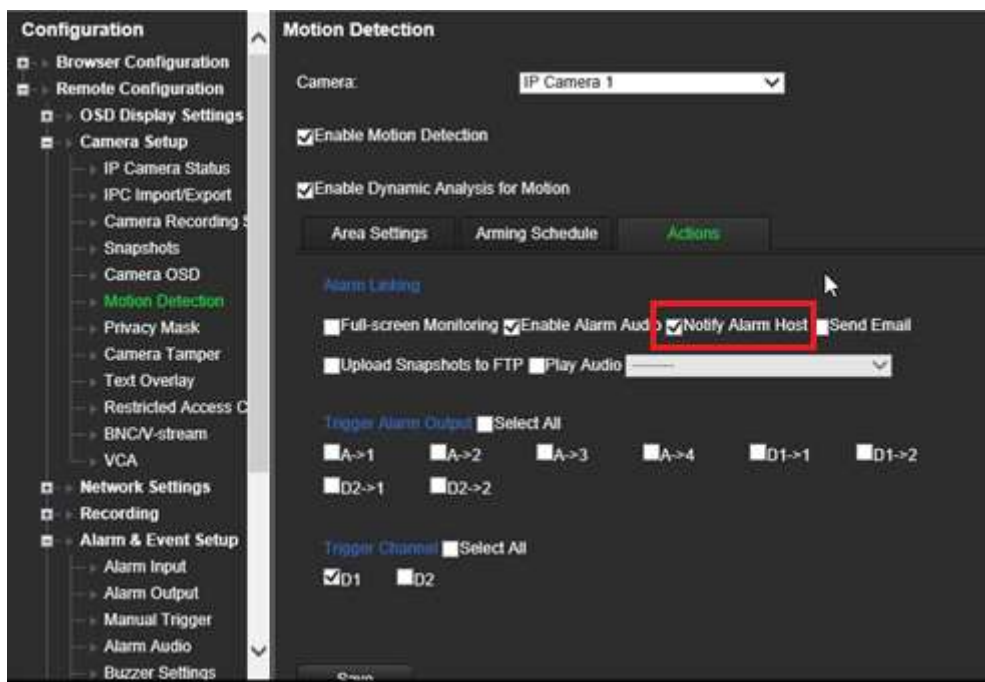 Configuration
Browser Configuration
Remote Configuration
OSD Display Settings
Camera Setup
IP Camera Status
IPC Import/Export
Camera Recording S
Snapshots
Camera OSD
Motion Detection
Privacy Mask
Camera Tamper
Text Overlay
Restricted Access C
BNC/V-stream
VCA
Network Settings
Recording
Alarm & Event Setup
Alarm Input
Alarm Output
Manual Trigger
Alarm Audio
Buzzer Settings
Motion Detection
Camera: IP Camera 1
Enable Motion Detection
Enable Dynamic Analysis for Motion
Area Settings Arming Schedule Actions
Alarm Linking
Full-screen Monitoring Enable Alarm Audio Notify Alarm Host Send Email
Upload Snapshots to FTP Play Audio ---------
Trigger Alarm Output Select All
A->1 A->2 A->3 A->4 D1->1 D1->2
D2->1 D2->2
Trigger Channel Select All
D1 D2
Save